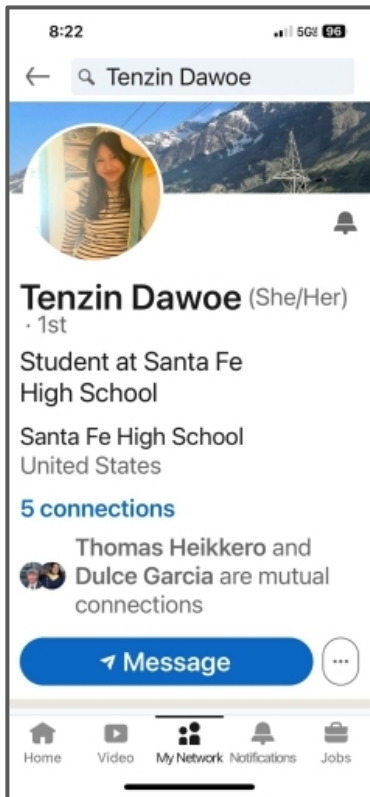 8:22
5G 96
Tenzin Dawoe
Tenzin Dawoe (She/Her)
· 1st
Student at Santa Fe
High School
Santa Fe High School
United States
5 connections
Thomas Heikkero and
Dulce Garcia are mutual
connections
Message
Home Video My Network Notifications Jobs